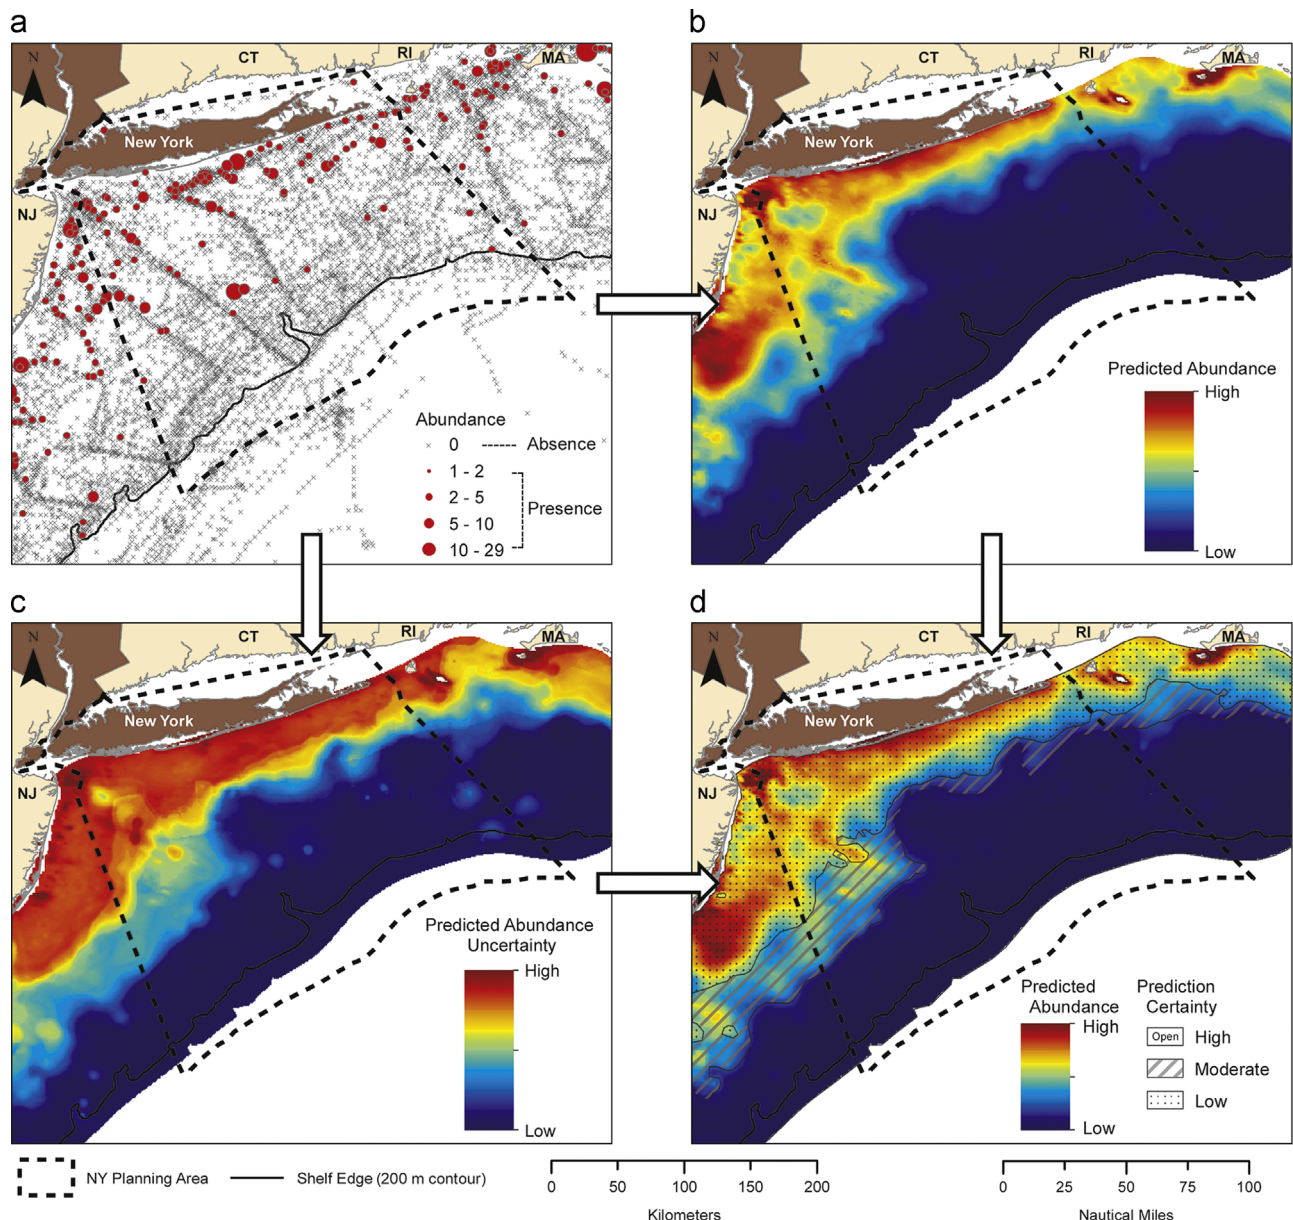 a
N
CT
RI
MA
New York
NJ
Abundance
0 ------ Absence
1 - 2
2 - 5
5 - 10
10 - 29
Presence
b
N
CT
RI
MA
New York
NJ
Predicted Abundance
High
Low
c
N
CT
RI
MA
New York
NJ
Predicted Abundance
Uncertainty
High
Low
d
N
CT
RI
MA
New York
NJ
Predicted
Abundance
High
Low
Prediction
Certainty
Open High
Moderate
Low
NY Planning Area
Shelf Edge (200 m contour)
0 50 100 150 200
Kilometers
0 25 50 75 100
Nautical Miles